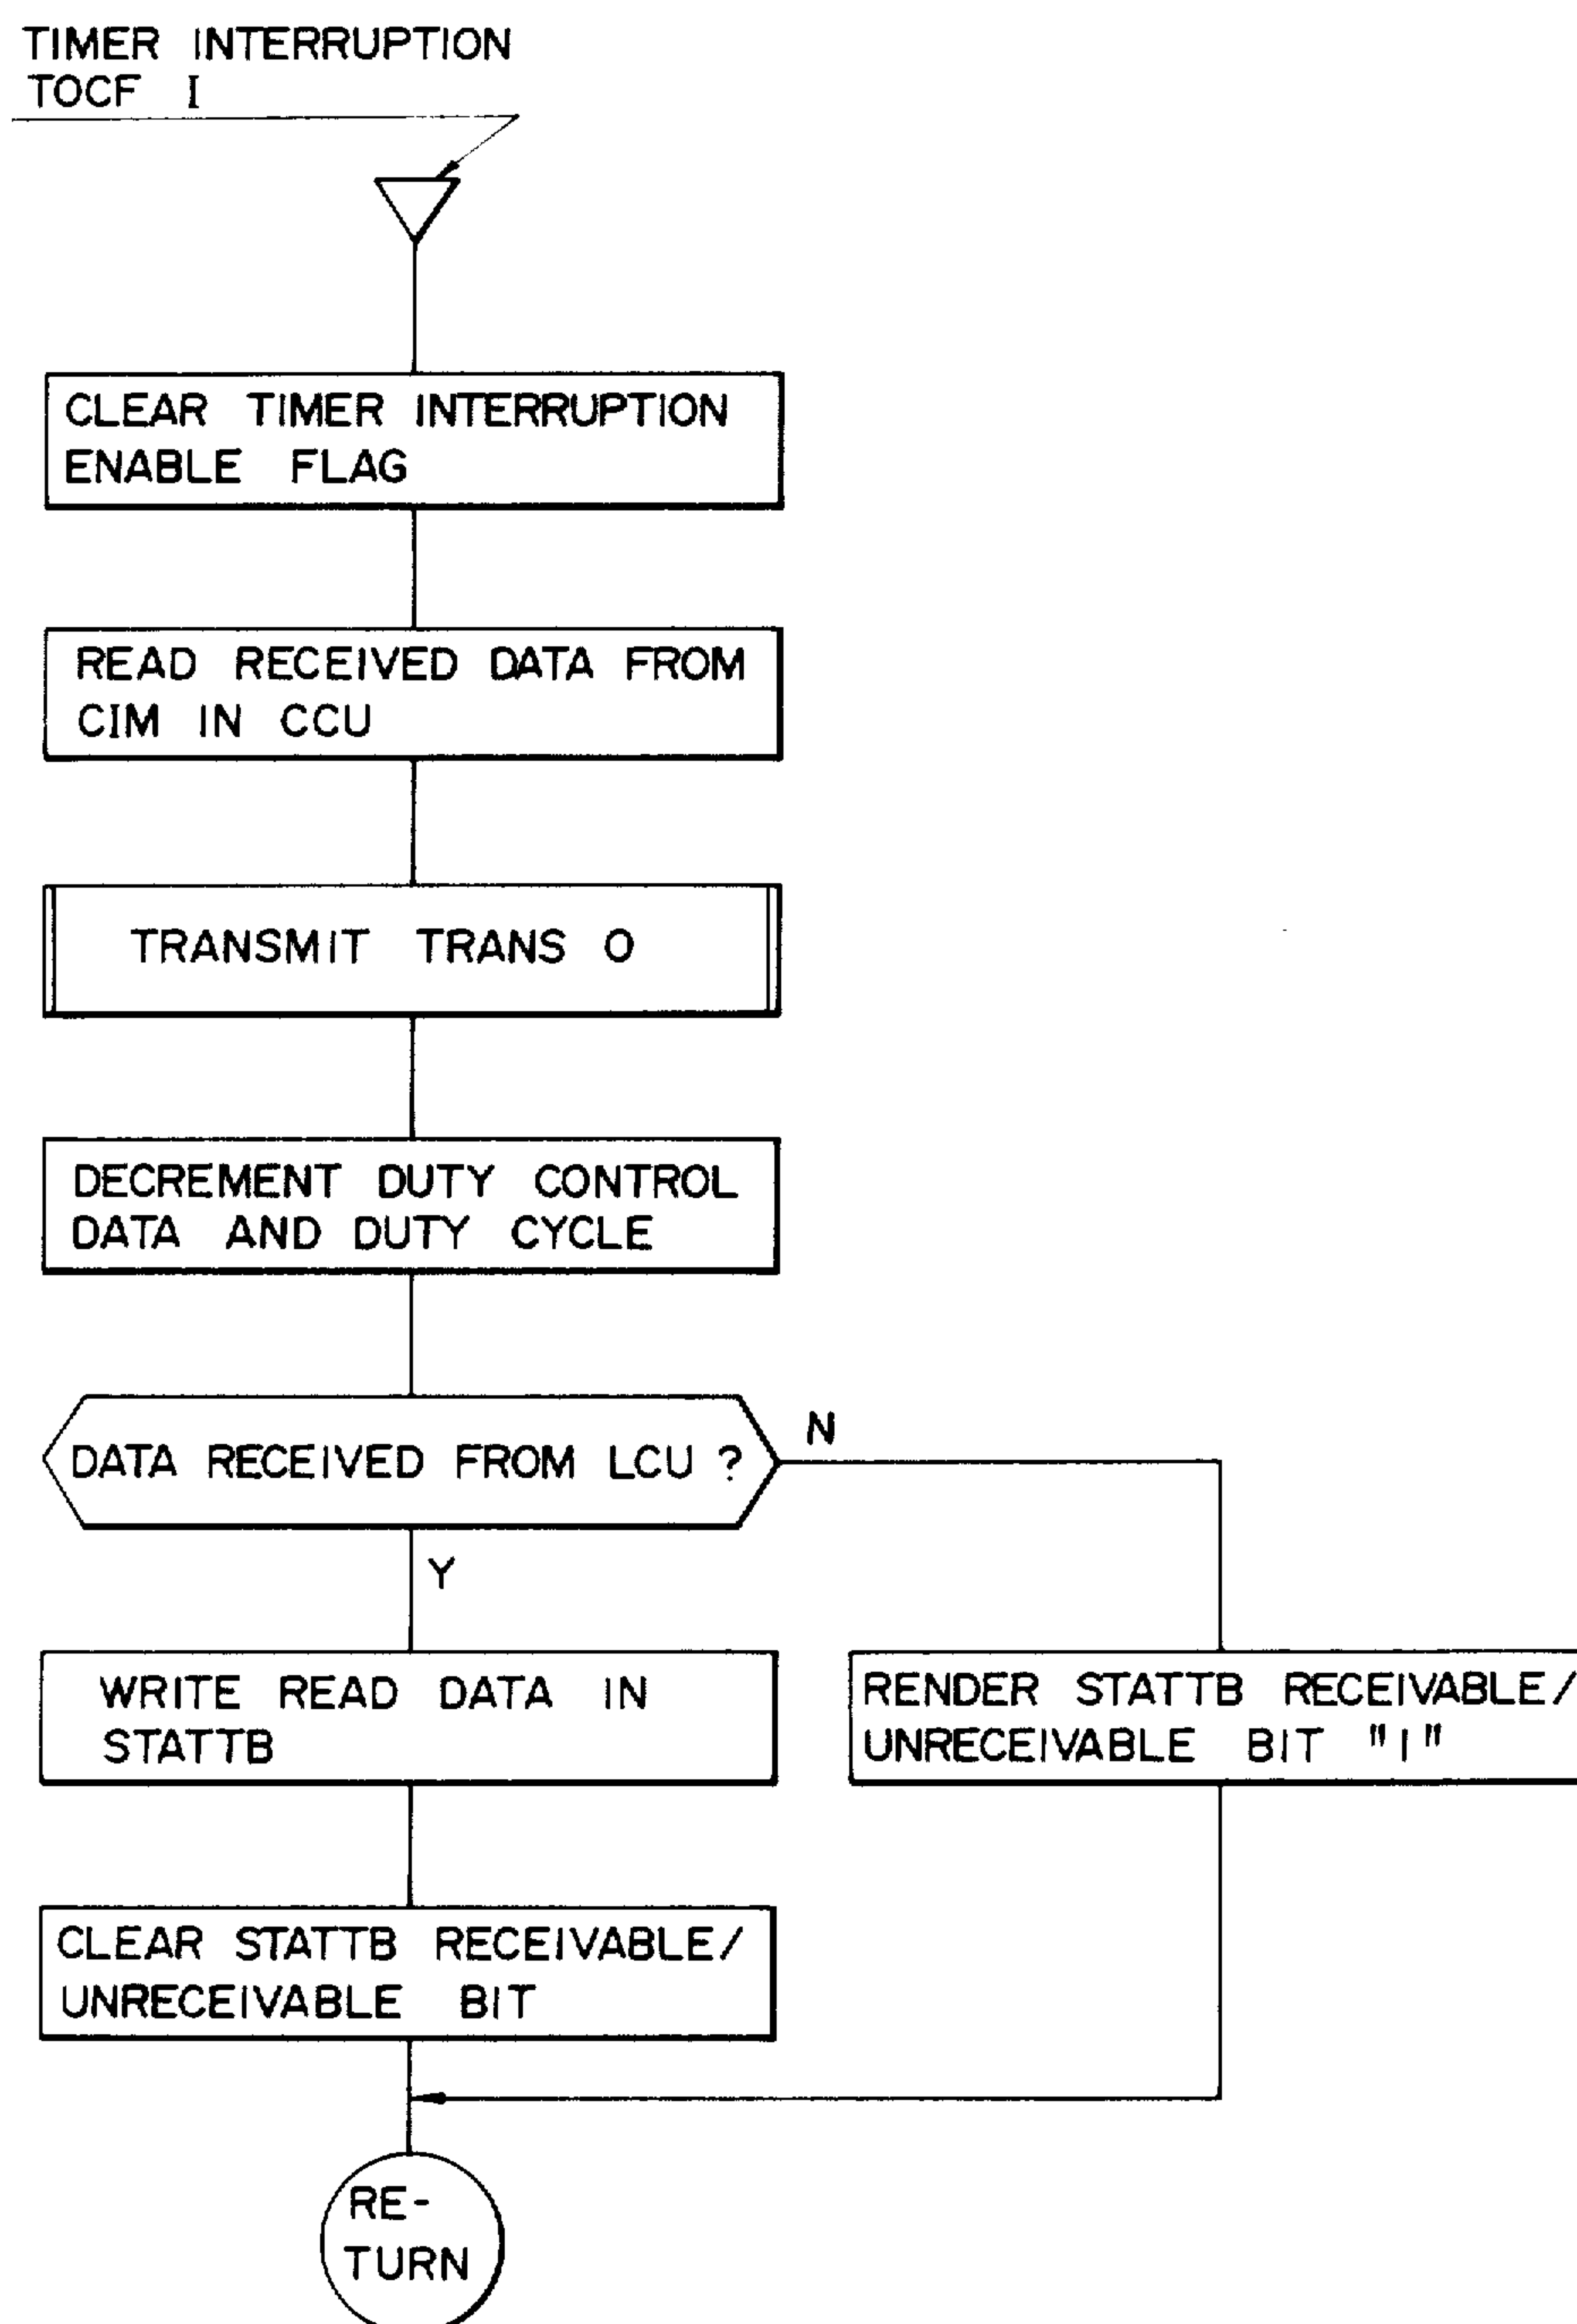 TIMER INTERRUPTION
TOCF I
CLEAR TIMER INTERRUPTION
ENABLE FLAG
READ RECEIVED DATA FROM
CIM IN CCU
TRANSMIT TRANS O
DECREMENT DUTY CONTROL
DATA AND DUTY CYCLE
DATA RECEIVED FROM LCU ?
N
Y
WRITE READ DATA IN
STATTB
RENDER STATTB RECEIVABLE/
UNRECEIVABLE BIT "I"
CLEAR STATTB RECEIVABLE/
UNRECEIVABLE BIT
RE-
TURN